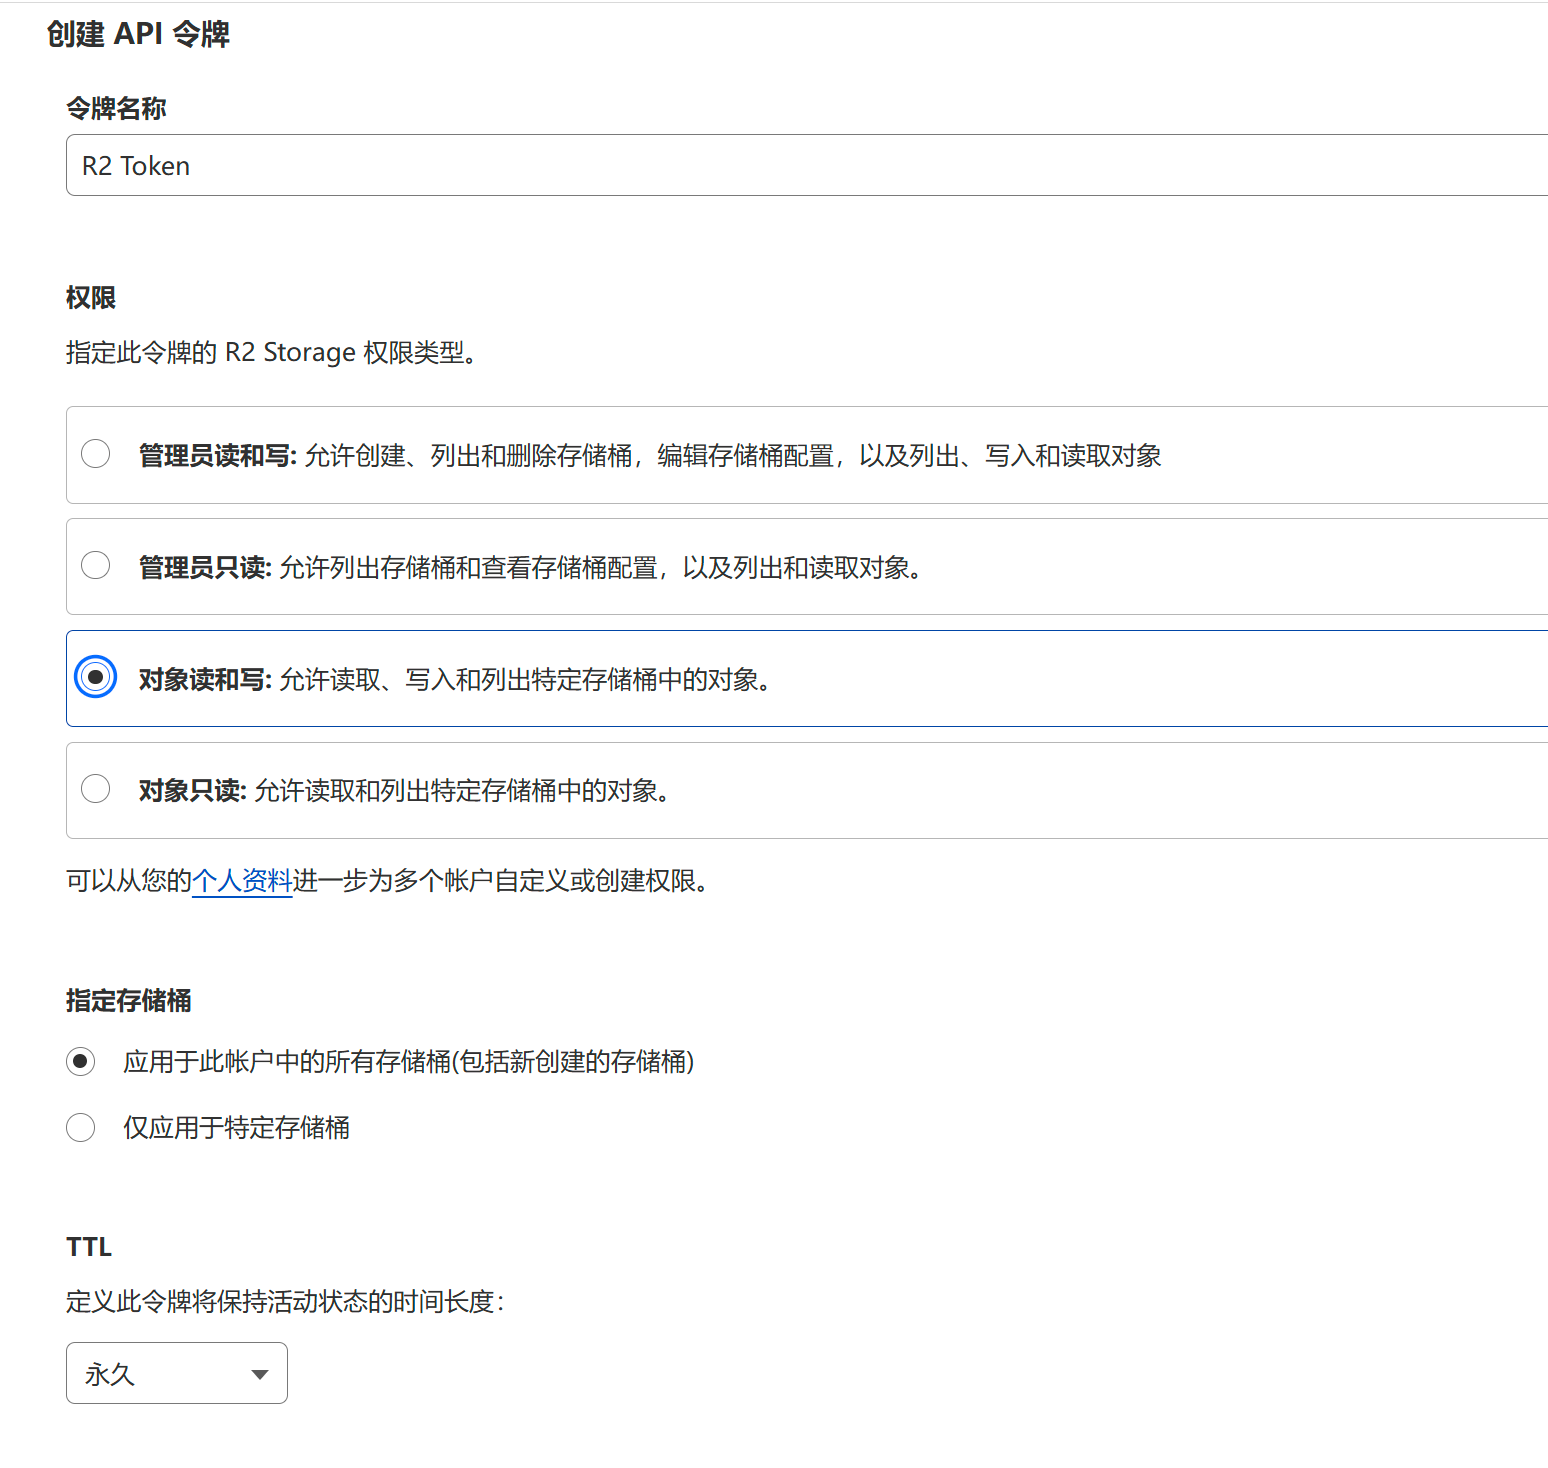 创建 API 令牌
令牌名称
R2 Token
权限
指定此令牌的 R2 Storage 权限类型。
管理员读和写: 允许创建、列出和删除存储桶，编辑存储桶配置，以及列出、写入和读取对象
管理员只读: 允许列出存储桶和查看存储桶配置，以及列出和读取对象。
对象读和写: 允许读取、写入和列出特定存储桶中的对象。
对象只读: 允许读取和列出特定存储桶中的对象。
可以从您的个人资料进一步为多个帐户自定义或创建权限。
指定存储桶
应用于此帐户中的所有存储桶(包括新创建的存储桶)
仅应用于特定存储桶
TTL
定义此令牌将保持活动状态的时间长度：
永久